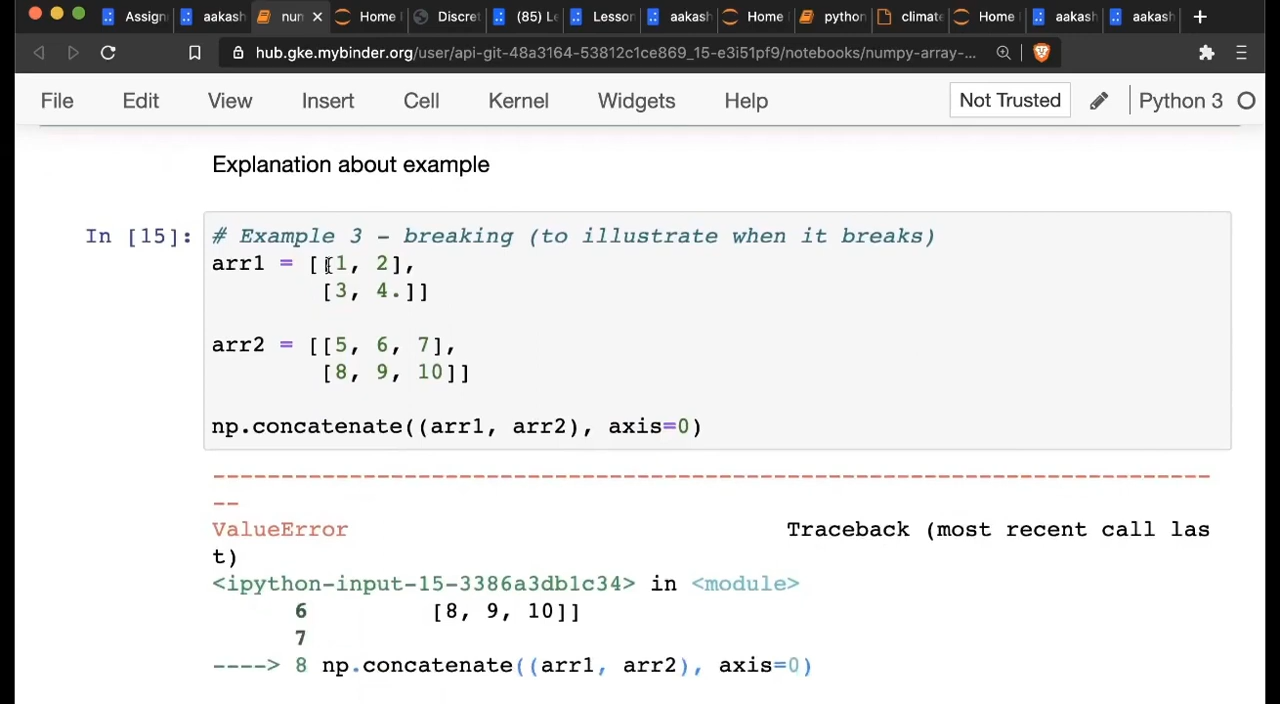 Assignı
aakash
nun
Home
Discret
(85) Le
Lesson
aakash
Home
python
climate
Home
aakash
aakash
hub.gke.mybinder.org/user/api-git-48a3164-53812c1ce869_15-e3i51pf9/notebooks/numpy-array-...
File Edit View Insert Cell Kernel Widgets Help Not Trusted Python 3
Explanation about example
In [15]: # Example 3 - breaking (to illustrate when it breaks)
arr1 = [[1, 2],
[3, 4.]]
arr2 = [[5, 6, 7],
[8, 9, 10]]
np.concatenate((arr1, arr2), axis=0)
---------------------------------------------------------------------------
--
ValueError Traceback (most recent call las
t)
<ipython-input-15-3386a3db1c34> in <module>
6 [8, 9, 10]]
7
----> 8 np.concatenate((arr1, arr2), axis=0)